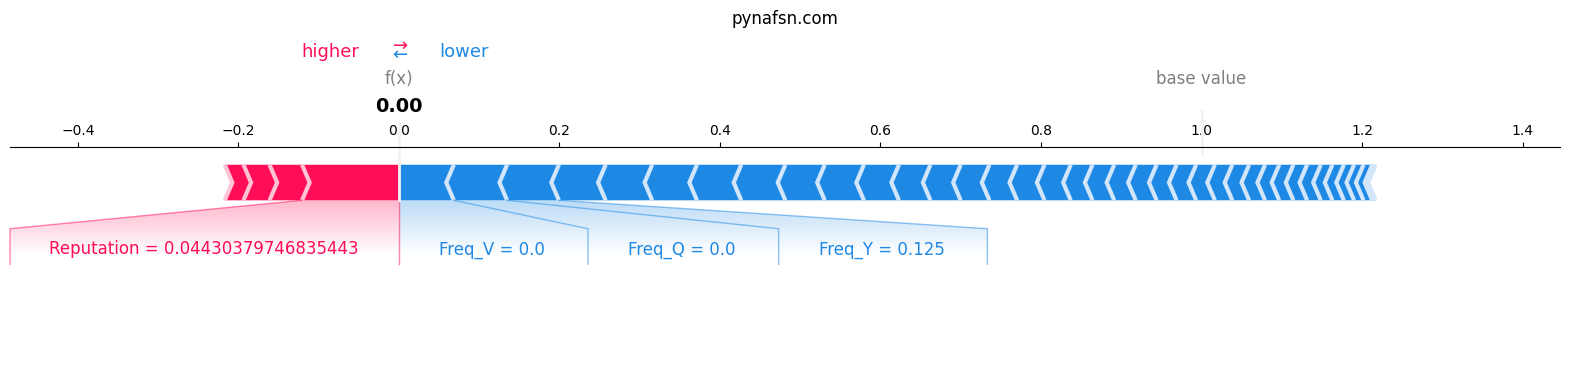 pynafsn.com
higher ⇄ lower
f(x) base value
0.00
−0.4 −0.2 0.0 0.2 0.4 0.6 0.8 1.0 1.2 1.4
Reputation = 0.04430379746835443 Freq_V = 0.0 Freq_Q = 0.0 Freq_Y = 0.125